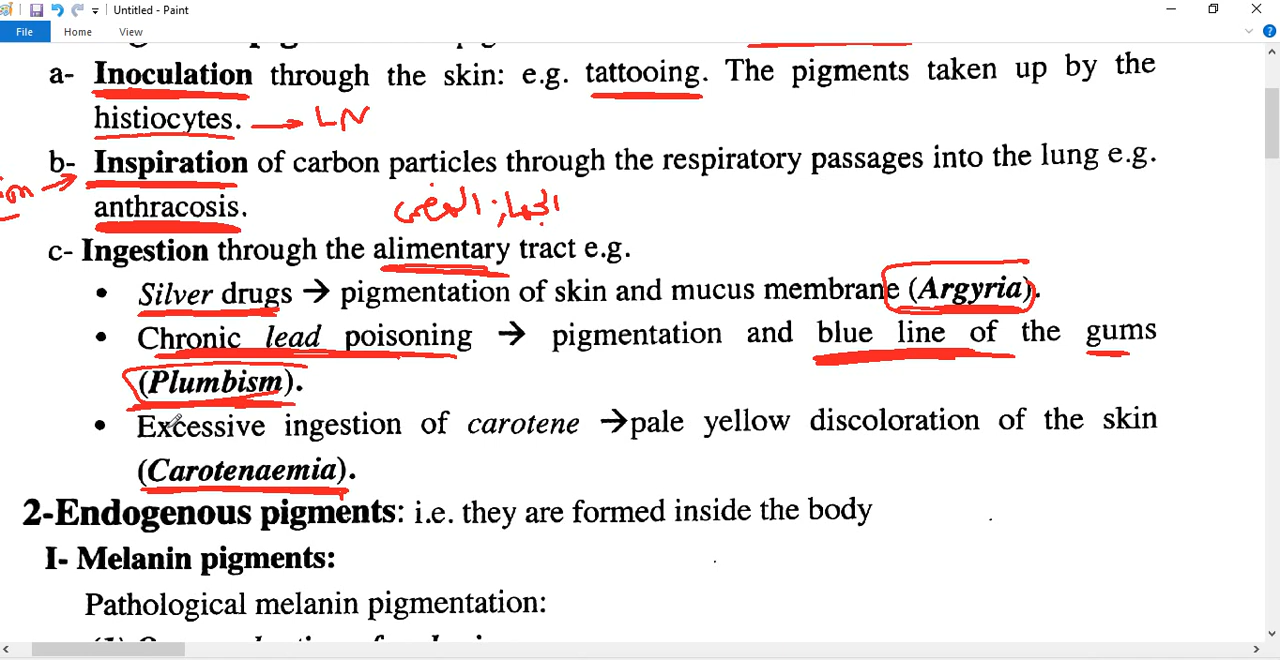 Untitled - Paint
File Home View
a- Inoculation through the skin: e.g. tattooing. The pigments taken up by the
histiocytes. → LN
b- Inspiration of carbon particles through the respiratory passages into the lung e.g.
anthracosis.
c- Ingestion through the alimentary tract e.g.
• Silver drugs → pigmentation of skin and mucus membrane (Argyria).
• Chronic lead poisoning → pigmentation and blue line of the gums
(Plumbism).
• Excessive ingestion of carotene →pale yellow discoloration of the skin
(Carotenaemia).
2-Endogenous pigments: i.e. they are formed inside the body
I- Melanin pigments:
Pathological melanin pigmentation: